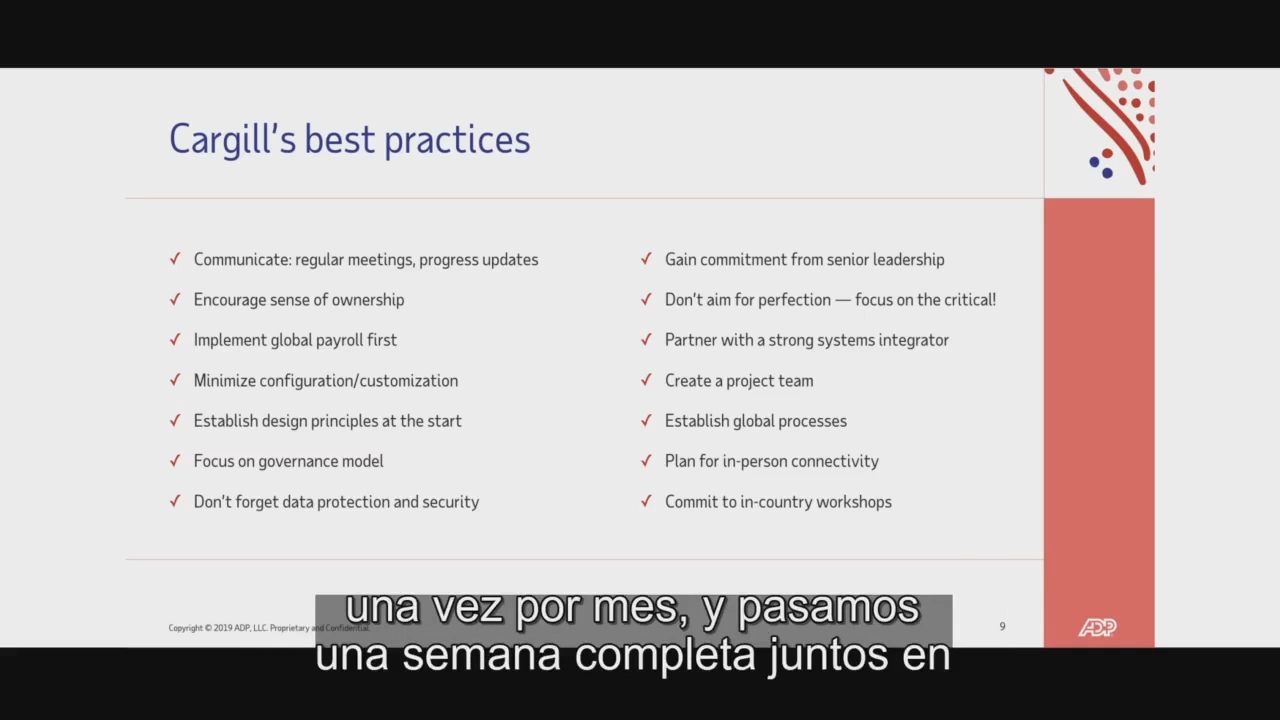 Cargill's best practices
✓ Communicate: regular meetings, progress updates
✓ Encourage sense of ownership
✓ Implement global payroll first
✓ Minimize configuration/customization
✓ Establish design principles at the start
✓ Focus on governance model
✓ Don't forget data protection and security
✓ Gain commitment from senior leadership
✓ Don't aim for perfection — focus on the critical!
✓ Partner with a strong systems integrator
✓ Create a project team
✓ Establish global processes
✓ Plan for in-person connectivity
✓ Commit to in-country workshops
Copyright © 2019 ADP, LLC. Proprietary and Confidential.
9
ADP
una vez por mes, y pasamos
una semana completa juntos en